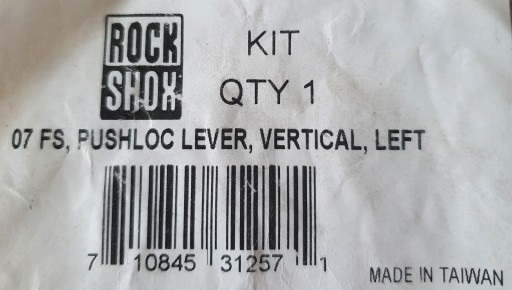 ROCK KIT
SHOX QTY 1
07 FS, PUSHLOC LEVER, VERTICAL, LEFT
7 10845 31257 1
MADE IN TAIWAN